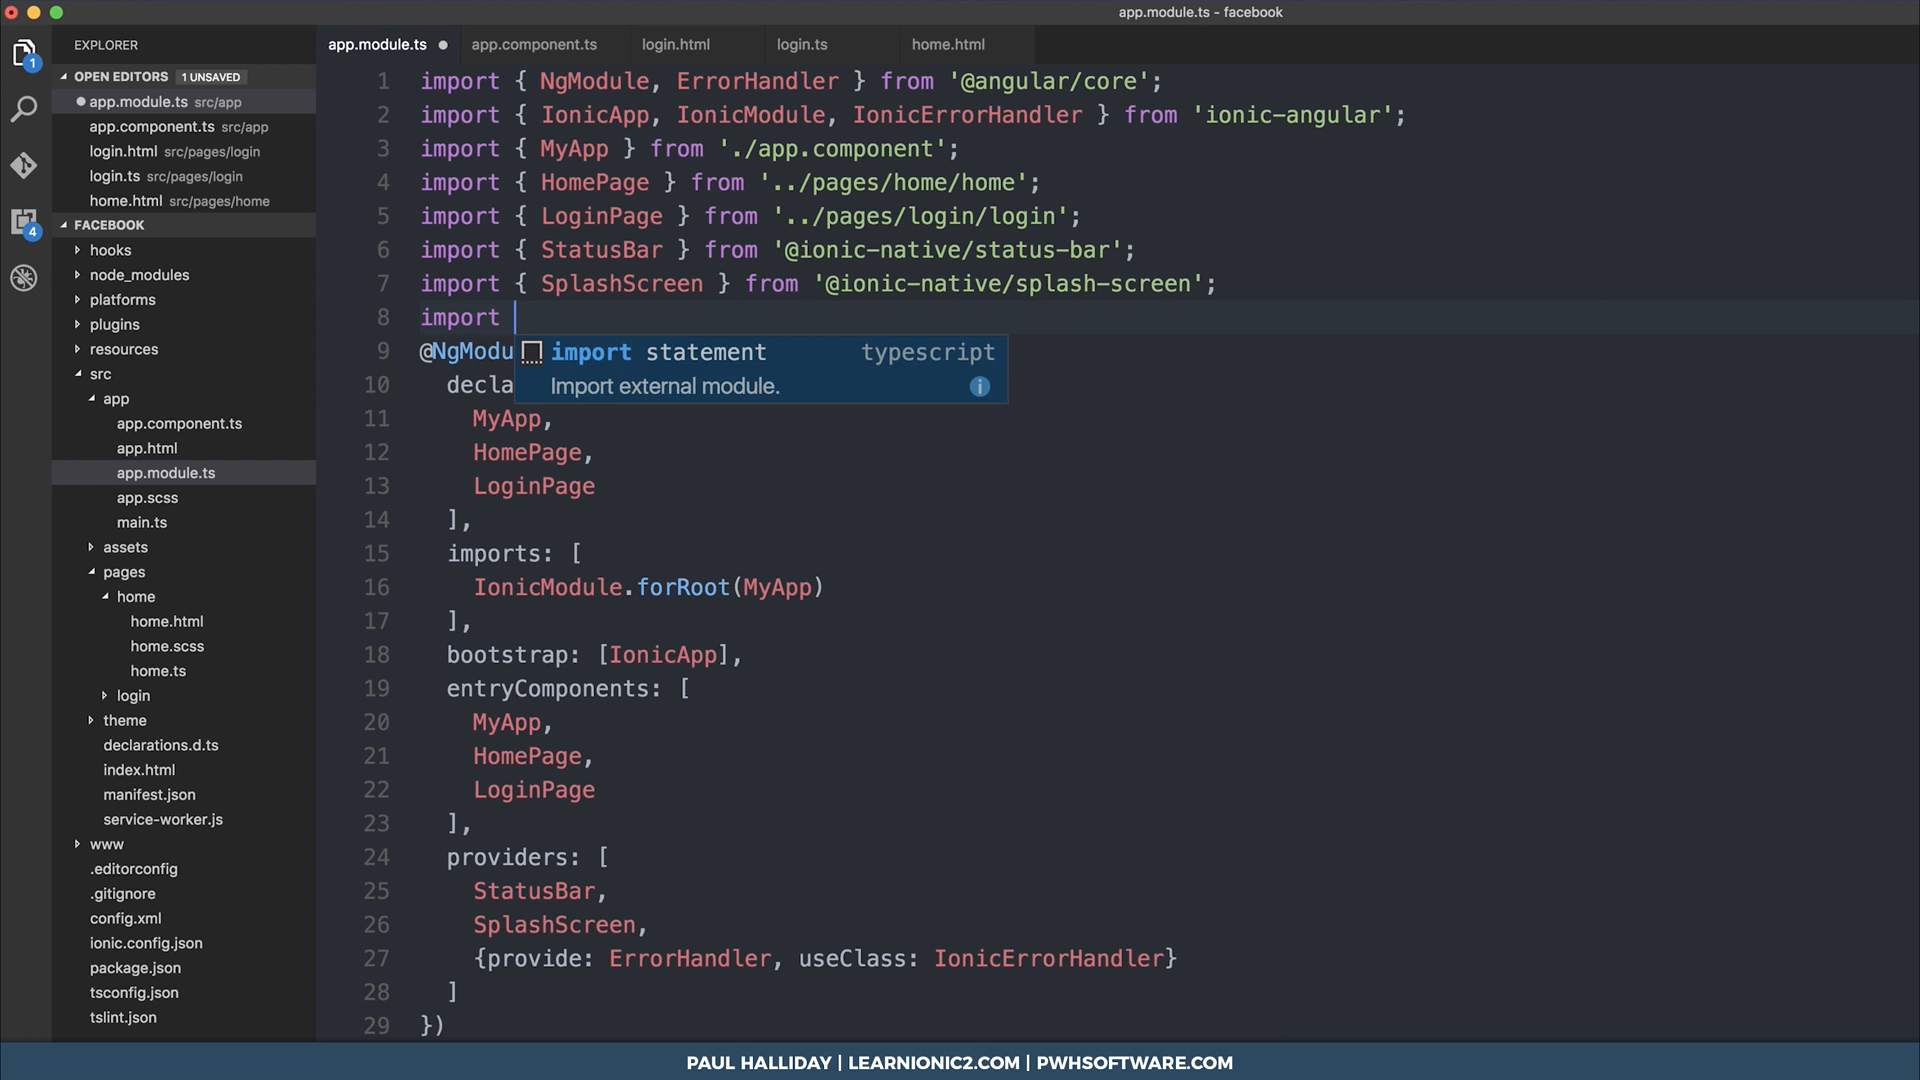 app.module.ts - facebook
EXPLORER
OPEN EDITORS 1 UNSAVED
app.module.ts src/app
app.component.ts src/app
login.html src/pages/login
login.ts src/pages/login
home.html src/pages/home
FACEBOOK
hooks
node_modules
platforms
plugins
resources
src
app
app.component.ts
app.html
app.module.ts
app.scss
main.ts
assets
pages
home
home.html
home.scss
home.ts
login
theme
declarations.d.ts
index.html
manifest.json
service-worker.js
www
.editorconfig
.gitignore
config.xml
ionic.config.json
package.json
tsconfig.json
tslint.json
1
4
app.module.ts app.component.ts login.html login.ts home.html
1 import { NgModule, ErrorHandler } from '@angular/core';
2 import { IonicApp, IonicModule, IonicErrorHandler } from 'ionic-angular';
3 import { MyApp } from './app.component';
4 import { HomePage } from '../pages/home/home';
5 import { LoginPage } from '../pages/login/login';
6 import { StatusBar } from '@ionic-native/status-bar';
7 import { SplashScreen } from '@ionic-native/splash-screen';
8 import
9 @NgModu
import statement typescript
10 decla
Import external module.
11 MyApp,
12 HomePage,
13 LoginPage
14 ],
15 imports: [
16 IonicModule.forRoot(MyApp)
17 ],
18 bootstrap: [IonicApp],
19 entryComponents: [
20 MyApp,
21 HomePage,
22 LoginPage
23 ],
24 providers: [
25 StatusBar,
26 SplashScreen,
27 {provide: ErrorHandler, useClass: IonicErrorHandler}
28 ]
29 })
PAUL HALLIDAY | LEARNIONIC2.COM | PWHSOFTWARE.COM